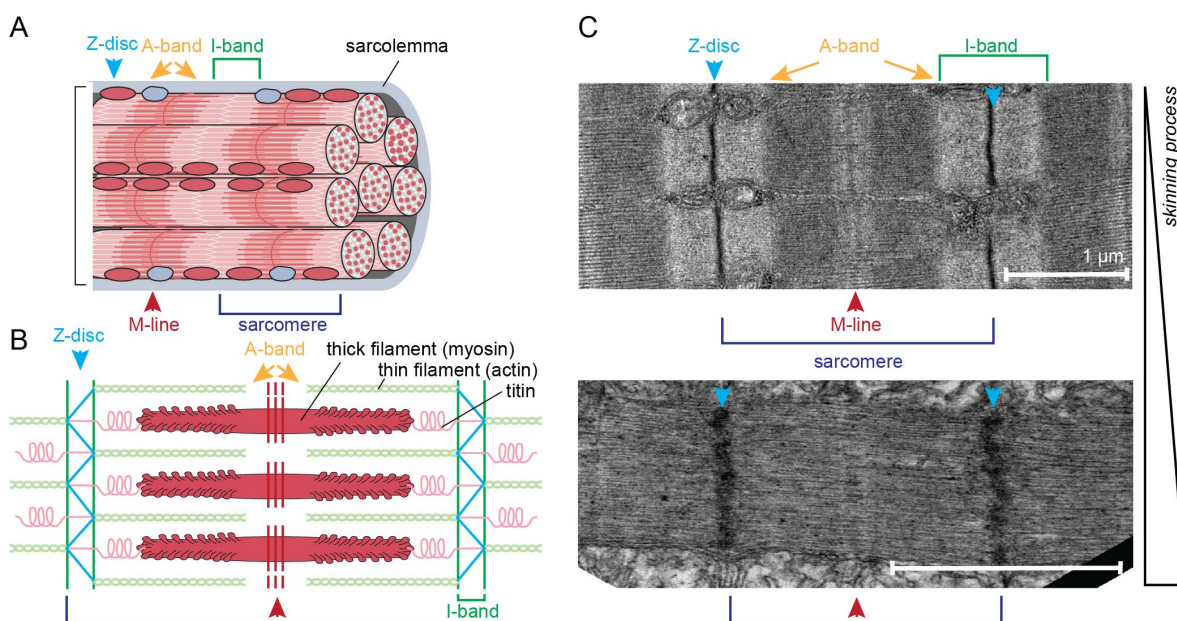 A
Z-disc
A-band
I-band
sarcolemma
M-line
sarcomere
B
Z-disc
A-band
thick filament (myosin)
thin filament (actin)
titin
I-band
C
Z-disc
A-band
I-band
1 µm
M-line
sarcomere
skinning process